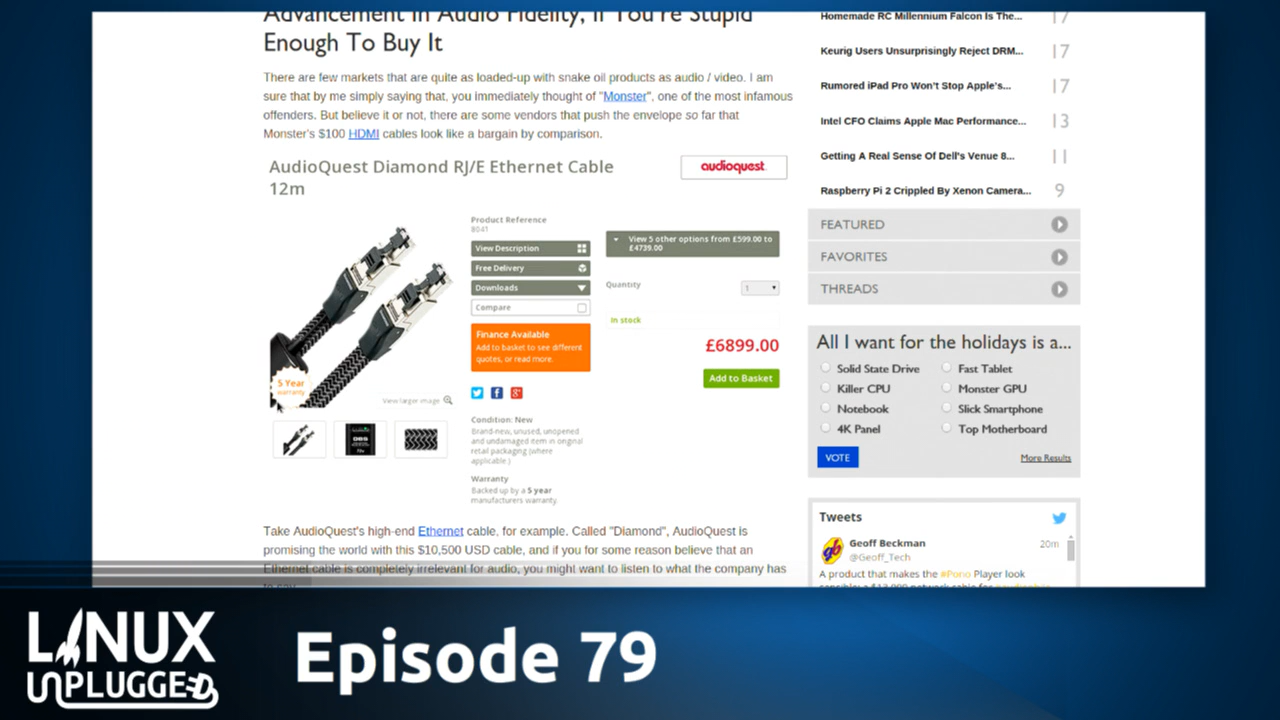 Advancement In Audio Fidelity, If You're Stupid
Enough To Buy It
There are few markets that are quite as loaded-up with snake oil products as audio / video. I am
sure that by me simply saying that, you immediately thought of "Monster", one of the most infamous
offenders. But believe it or not, there are some vendors that push the envelope so far that
Monster's $100 HDMI cables look like a bargain by comparison.
AudioQuest Diamond RJ/E Ethernet Cable
12m
audioquest
Product Reference
8041
View Description
Free Delivery
Downloads
Compare
Finance Available
Add to basket to see different
quotes, or read more.
View 5 other options from £599.00 to
£4739.00
Quantity
1
In stock
£6899.00
Add to Basket
5 Year
warranty
View larger image
DBS
Condition: New
Brand-new, unused, unopened
and undamaged item in original
retail packaging (where
applicable.)
Warranty
Backed up by a 5 year
manufacturers warranty
Take AudioQuest's high-end Ethernet cable, for example. Called "Diamond", AudioQuest is
promising the world with this $10,500 USD cable, and if you for some reason believe that an
Ethernet cable is completely irrelevant for audio, you might want to listen to what the company has
to say
Homemade RC Millennium Falcon Is The... 17
Keurig Users Unsurprisingly Reject DRM... 17
Rumored iPad Pro Won't Stop Apple's... 17
Intel CFO Claims Apple Mac Performance... 13
Getting A Real Sense Of Dell's Venue 8... 11
Raspberry Pi 2 Crippled By Xenon Camera... 9
FEATURED
FAVORITES
THREADS
All I want for the holidays is a...
Solid State Drive Fast Tablet
Killer CPU Monster GPU
Notebook Slick Smartphone
4K Panel Top Motherboard
VOTE More Results
Tweets
Geoff Beckman 20m
@Geoff_Tech
A product that makes the #Pono Player look
sensible: a $13,000 network cable for
LINUX
UNPLUGGED
Episode 79